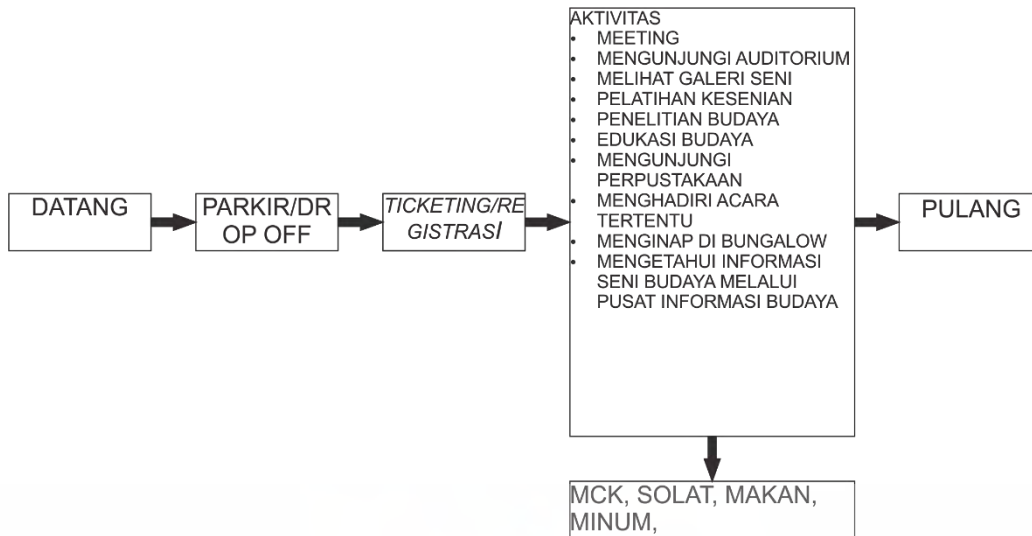 DATANG
PARKIR/DR
OP OFF
TICKETING/RE
GISTRASI
AKTIVITAS
• MEETING
• MENGUNJUNGI AUDITORIUM
• MELIHAT GALERI SENI
• PELATIHAN KESENIAN
• PENELITIAN BUDAYA
• EDUKASI BUDAYA
• MENGUNJUNGI
PERPUSTAKAAN
• MENGHADIRI ACARA
TERTENTU
• MENGINAP DI BUNGALOW
• MENGETAHUI INFORMASI
SENI BUDAYA MELALUI
PUSAT INFORMASI BUDAYA
PULANG
MCK, SOLAT, MAKAN,
MINUM,